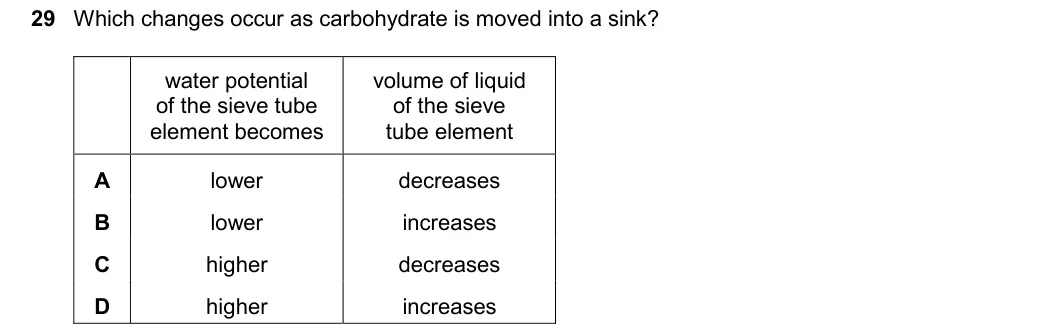 29 Which changes occur as carbohydrate is moved into a sink?
water potential
of the sieve tube
element becomes
volume of liquid
of the sieve
tube element
A lower decreases
B lower increases
C higher decreases
D higher increases